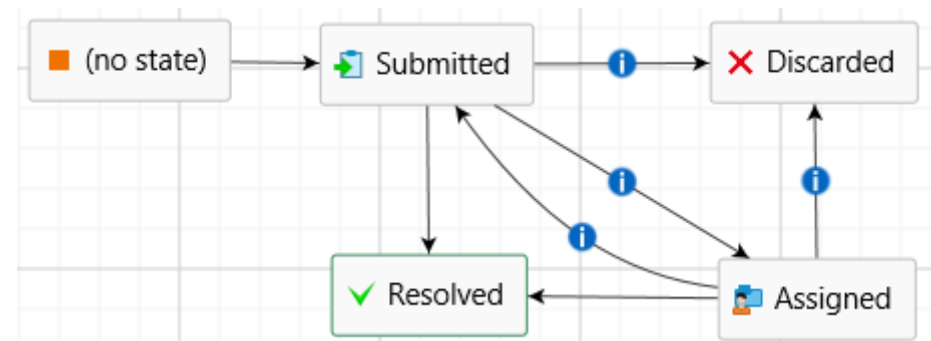 (no state)
Submitted
Discarded
Resolved
Assigned